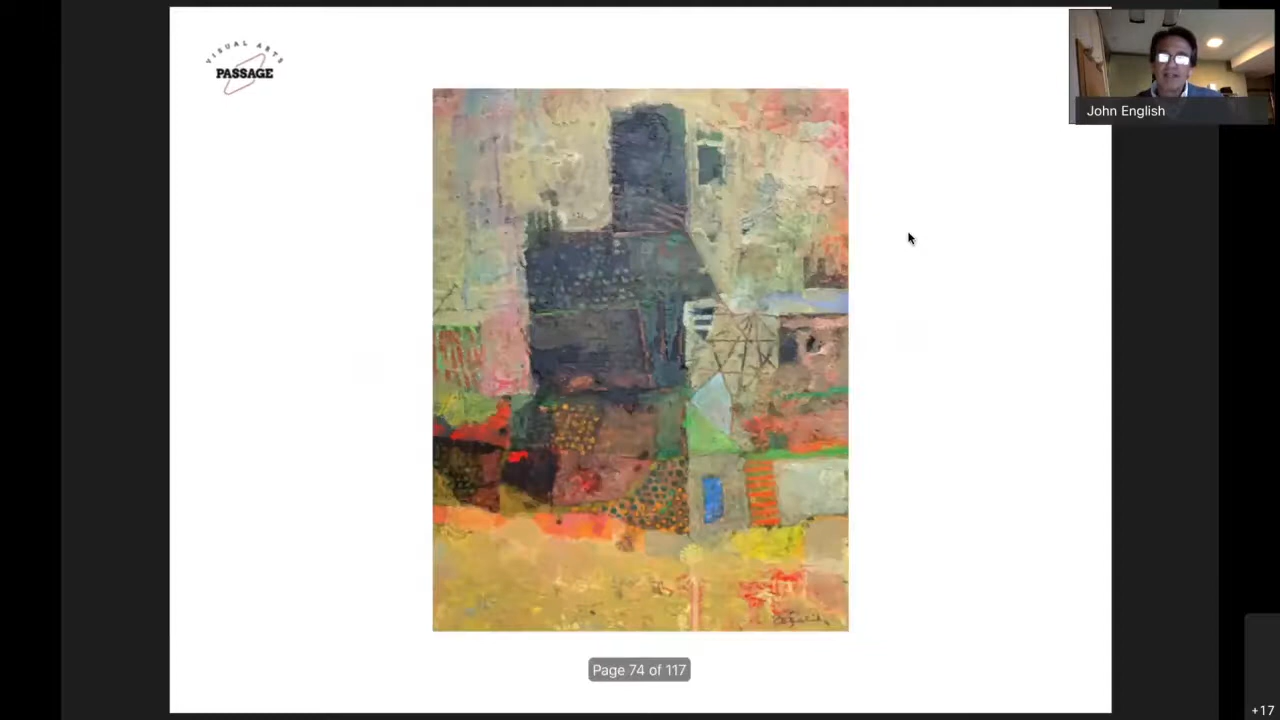 VISUAL ARTS
PASSAGE
John English
Page 74 of 117
+17